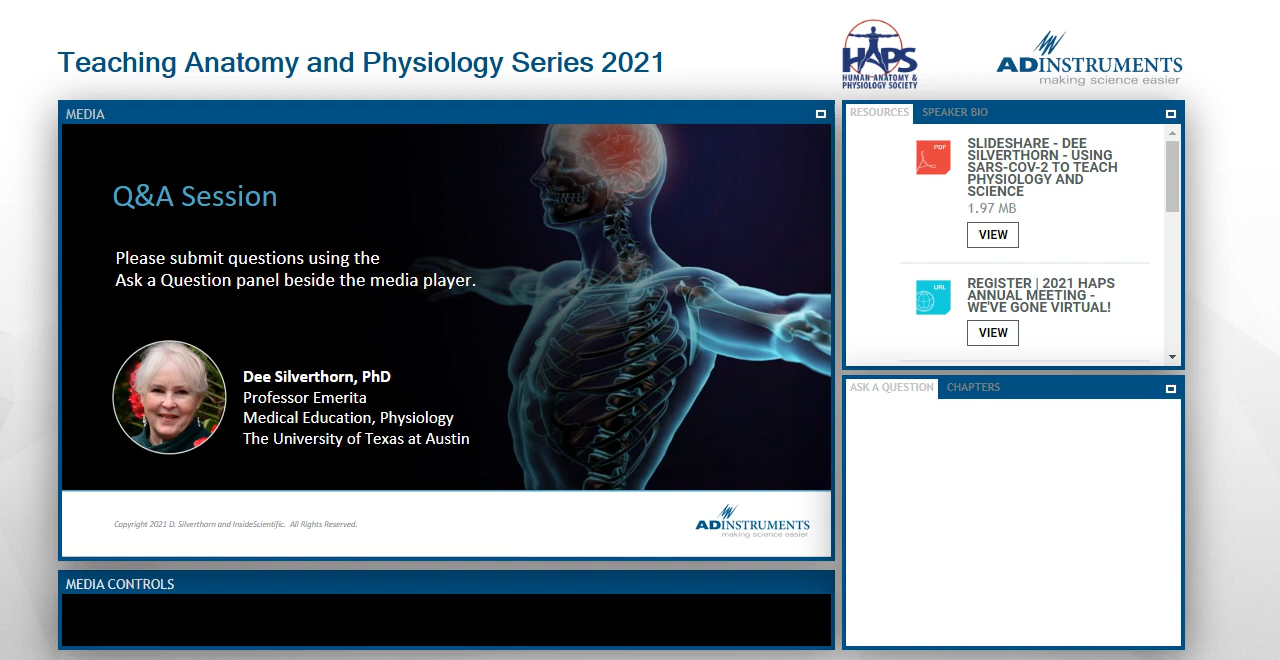 Teaching Anatomy and Physiology Series 2021
HAPS
HUMAN ANATOMY &
PHYSIOLOGY SOCIETY
ADINSTRUMENTS
making science easier
MEDIA
Q&A Session
Please submit questions using the
Ask a Question panel beside the media player.
Dee Silverthorn, PhD
Professor Emerita
Medical Education, Physiology
The University of Texas at Austin
Copyright 2021 D. Silverthorn and InsideScientific. All Rights Reserved.
ADINSTRUMENTS
making science easier
MEDIA CONTROLS
RESOURCES SPEAKER BIO
PDF
SLIDESHARE - DEE
SILVERTHORN - USING
SARS-COV-2 TO TEACH
PHYSIOLOGY AND
SCIENCE
1.97 MB
VIEW
URL
REGISTER | 2021 HAPS
ANNUAL MEETING -
WE'VE GONE VIRTUAL!
VIEW
ASK A QUESTION CHAPTERS